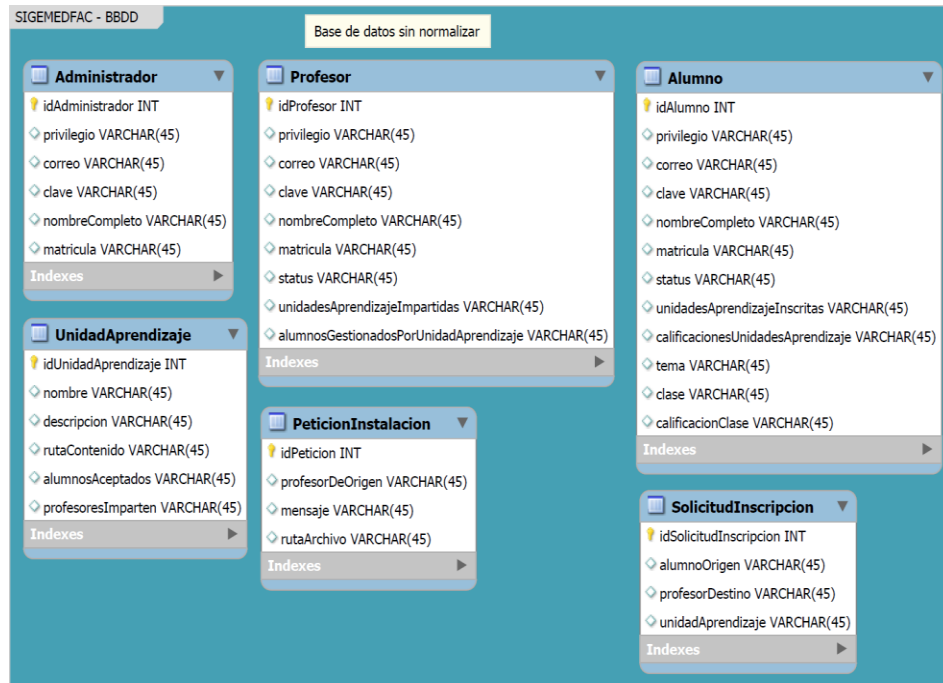 SIGEMEDFAC - BBDD
Base de datos sin normalizar
Administrador
idAdministrador INT
privilegio VARCHAR(45)
correo VARCHAR(45)
clave VARCHAR(45)
nombreCompleto VARCHAR(45)
matricula VARCHAR(45)
Indexes
Profesor
idProfesor INT
privilegio VARCHAR(45)
correo VARCHAR(45)
clave VARCHAR(45)
nombreCompleto VARCHAR(45)
matricula VARCHAR(45)
status VARCHAR(45)
unidadesAprendizajeImpartidas VARCHAR(45)
alumnosGestionadosPorUnidadAprendizaje VARCHAR(45)
Indexes
Alumno
idAlumno INT
privilegio VARCHAR(45)
correo VARCHAR(45)
clave VARCHAR(45)
nombreCompleto VARCHAR(45)
matricula VARCHAR(45)
status VARCHAR(45)
unidadesAprendizajeInscritas VARCHAR(45)
calificacionesUnidadesAprendizaje VARCHAR(45)
tema VARCHAR(45)
clase VARCHAR(45)
calificacionClase VARCHAR(45)
Indexes
UnidadAprendizaje
idUnidadAprendizaje INT
nombre VARCHAR(45)
descripcion VARCHAR(45)
rutaContenido VARCHAR(45)
alumnosAceptados VARCHAR(45)
profesoresImparten VARCHAR(45)
Indexes
PeticionInstalacion
idPeticion INT
profesorDeOrigen VARCHAR(45)
mensaje VARCHAR(45)
rutaArchivo VARCHAR(45)
Indexes
SolicitudInscripcion
idSolicitudInscripcion INT
alumnoOrigen VARCHAR(45)
profesorDestino VARCHAR(45)
unidadAprendizaje VARCHAR(45)
Indexes